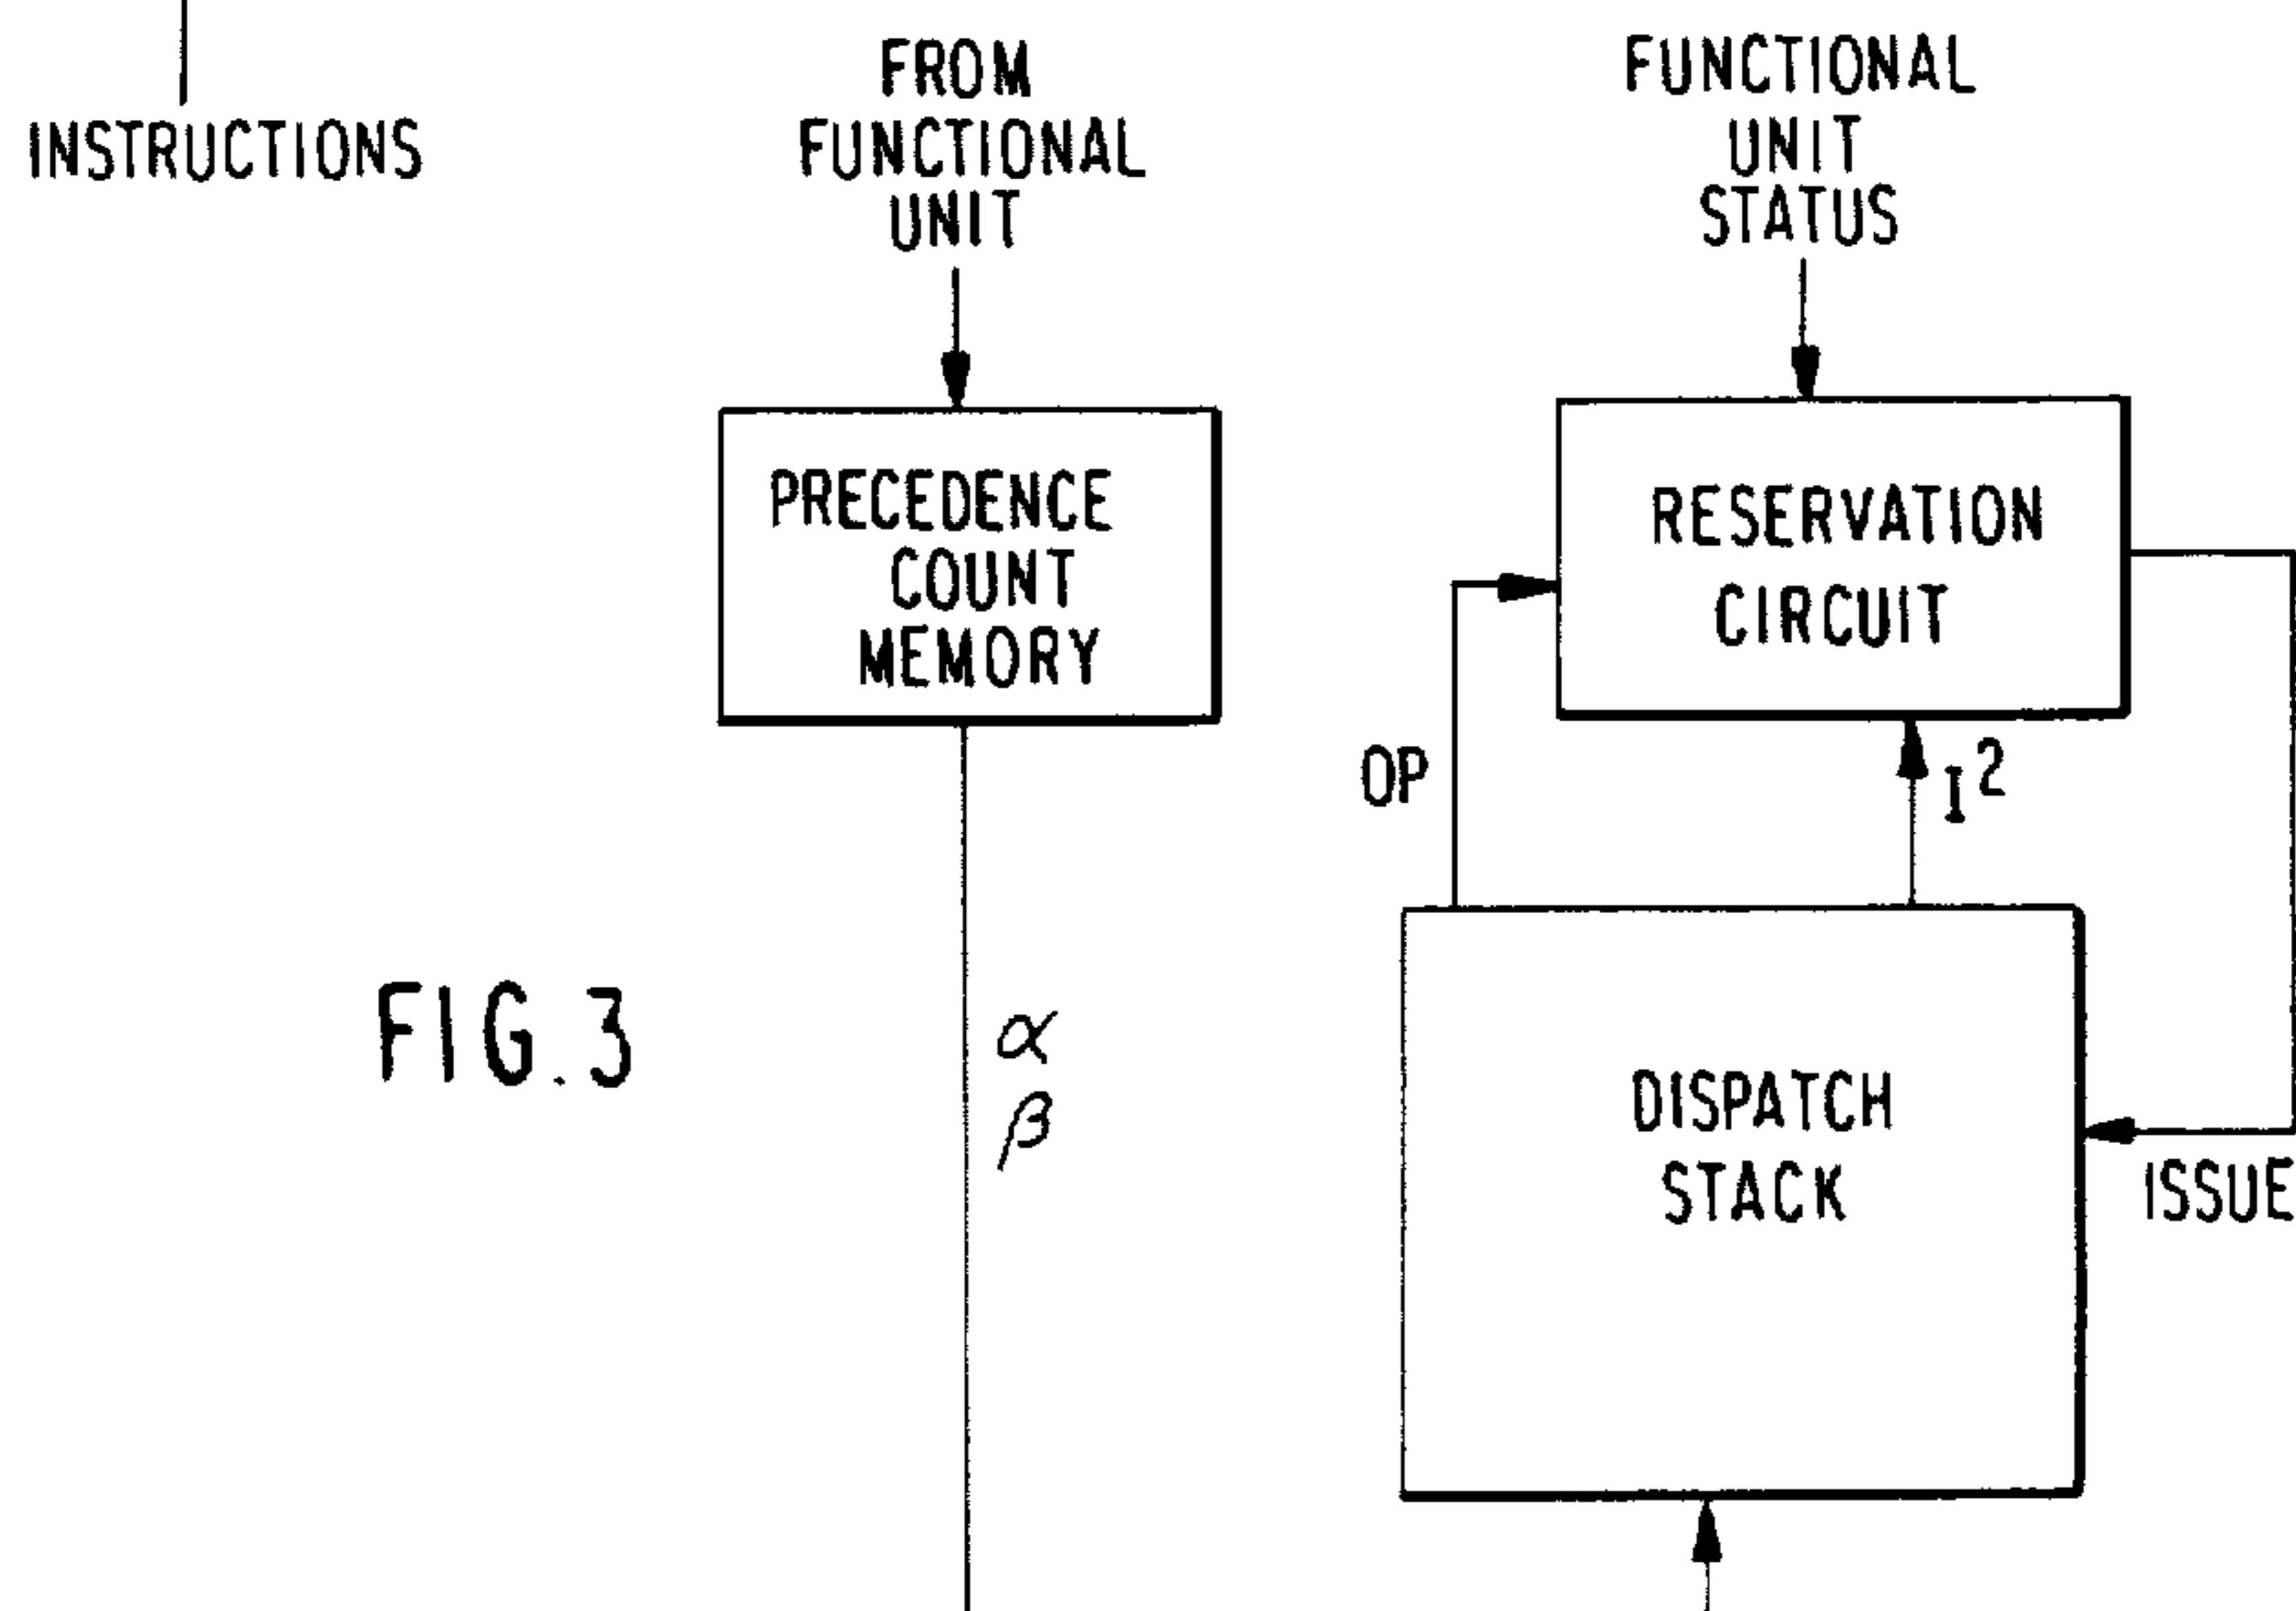 INSTRUCTIONS
FROM
FUNCTIONAL
UNIT
FUNCTIONAL
UNIT
STATUS
PRECEDENCE
COUNT
MEMORY
RESERVATION
CIRCUIT
OP
I²
FIG.3
α
β
DISPATCH
STACK
ISSUE